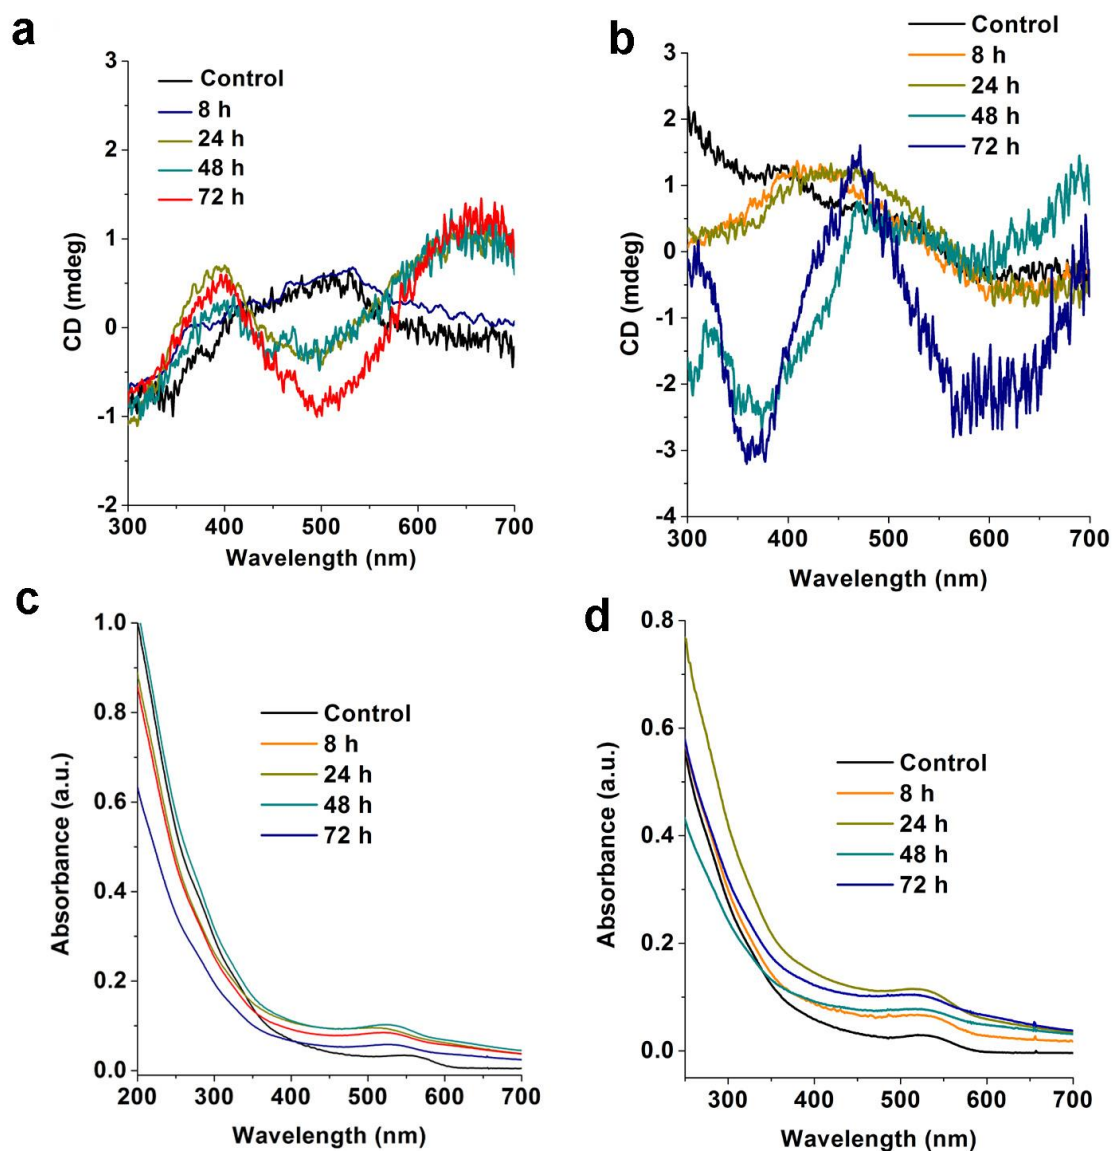 a
3
2
1
0
-1
-2
300
400
500
600
700
CD (mdeg)
Wavelength (nm)
Control
8 h
24 h
48 h
72 h
b
3
2
1
0
-1
-2
-3
-4
300
400
500
600
700
CD (mdeg)
Wavelength (nm)
Control
8 h
24 h
48 h
72 h
c
1.0
0.8
0.6
0.4
0.2
0.0
200
300
400
500
600
700
Absorbance (a.u.)
Wavelength (nm)
Control
8 h
24 h
48 h
72 h
d
0.8
0.6
0.4
0.2
0.0
300
400
500
600
700
Absorbance (a.u.)
Wavelength (nm)
Control
8 h
24 h
48 h
72 h